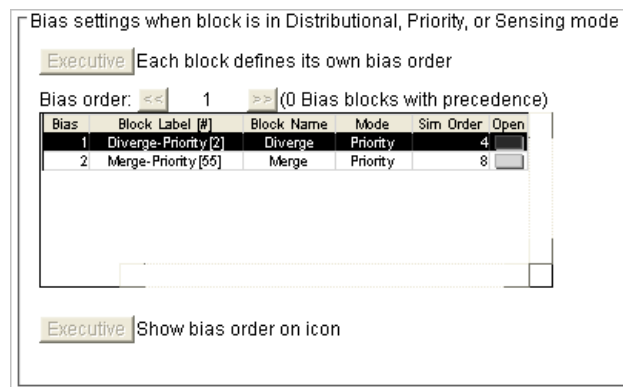 Bias settings when block is in Distributional, Priority, or Sensing mode
Executive Each block defines its own bias order
Bias order: << 1 >> (0 Bias blocks with precedence)
Bias Block Label [#] Block Name Mode Sim Order Open
1 Diverge-Priority [2] Diverge Priority 4
2 Merge-Priority [55] Merge Priority 8
Executive Show bias order on icon